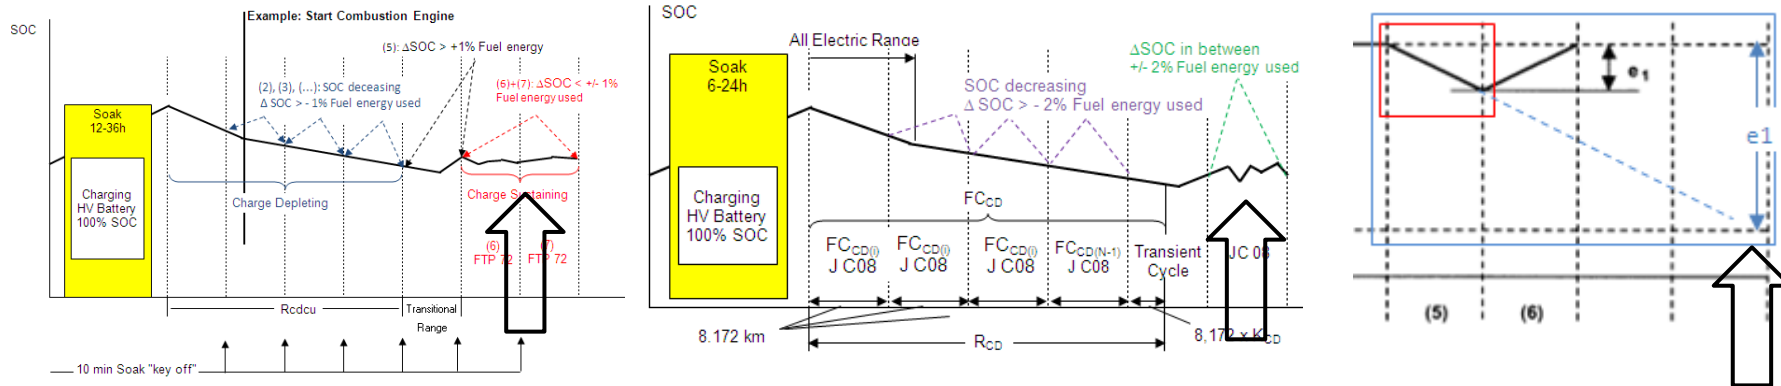 Example: Start Combustion Engine
SOC
(5): ΔSOC > +1% Fuel energy
(2), (3), (...): SOC deceasing
Δ SOC > - 1% Fuel energy used
(6)+(7): ΔSOC < +/- 1%
Fuel energy used
Soak
12-36h
Charging
HV Battery
100% SOC
Charge Depleting
Charge Sustaining
(6)
FTP 72
(7)
FTP 72
Rcdcu
Transitional
Range
10 min Soak "key off"
SOC
All Electric Range
Soak
6-24h
SOC decreasing
Δ SOC > - 2% Fuel energy used
ΔSOC in between
+/- 2% Fuel energy used
Charging
HV Battery
100% SOC
FCCD
FCCD(i)
J C08
FCCD(i)
J C08
FCCD(i)
J C08
FCCD(N-1)
J C08
Transient
Cycle
JC 08
8.172 km
8,172 x KCD
RCD
e1
e1
(5)
(6)